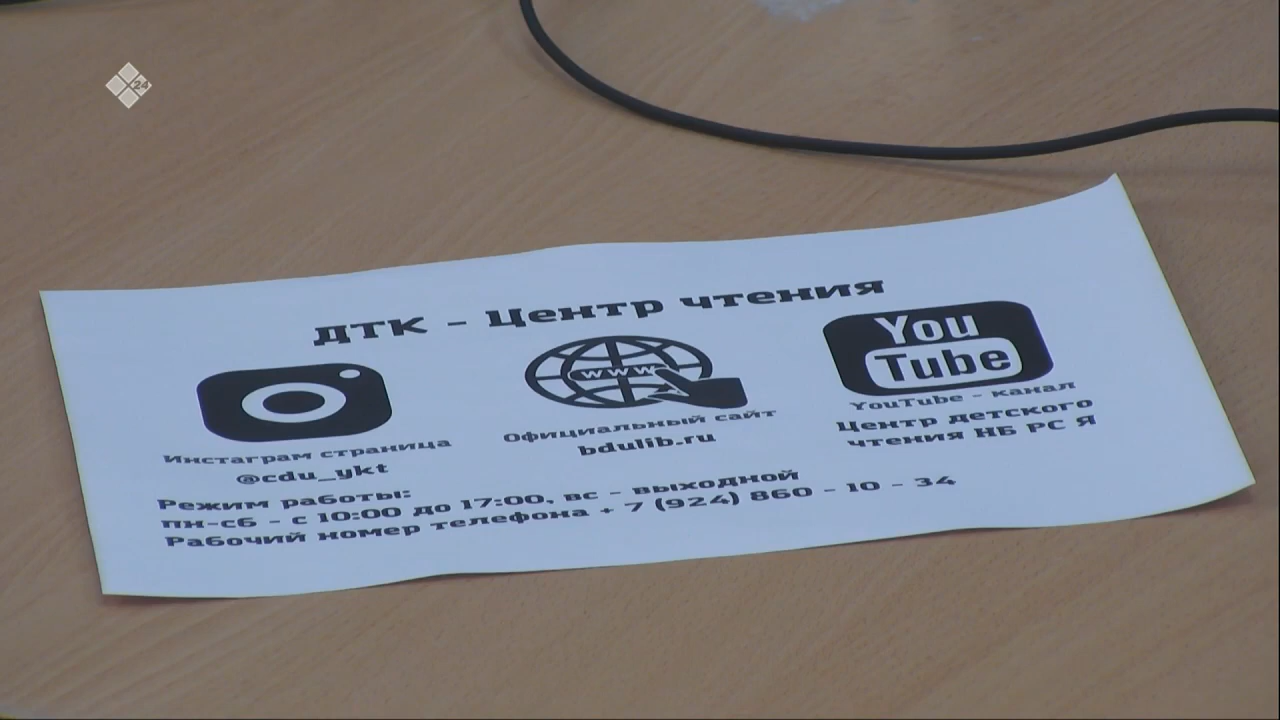 24
ДТК - Центр чтения
You
Tube
www
Инстаграм страница
@cdu_ykt
Официальный сайт
bdulib.ru
YouTube - канал
Центр детского
чтения НБ РС Я
Режим работы:
пн-сб - с 10:00 до 17:00, вс - выходной
Рабочий номер телефона + 7 (924) 860 - 10 - 34